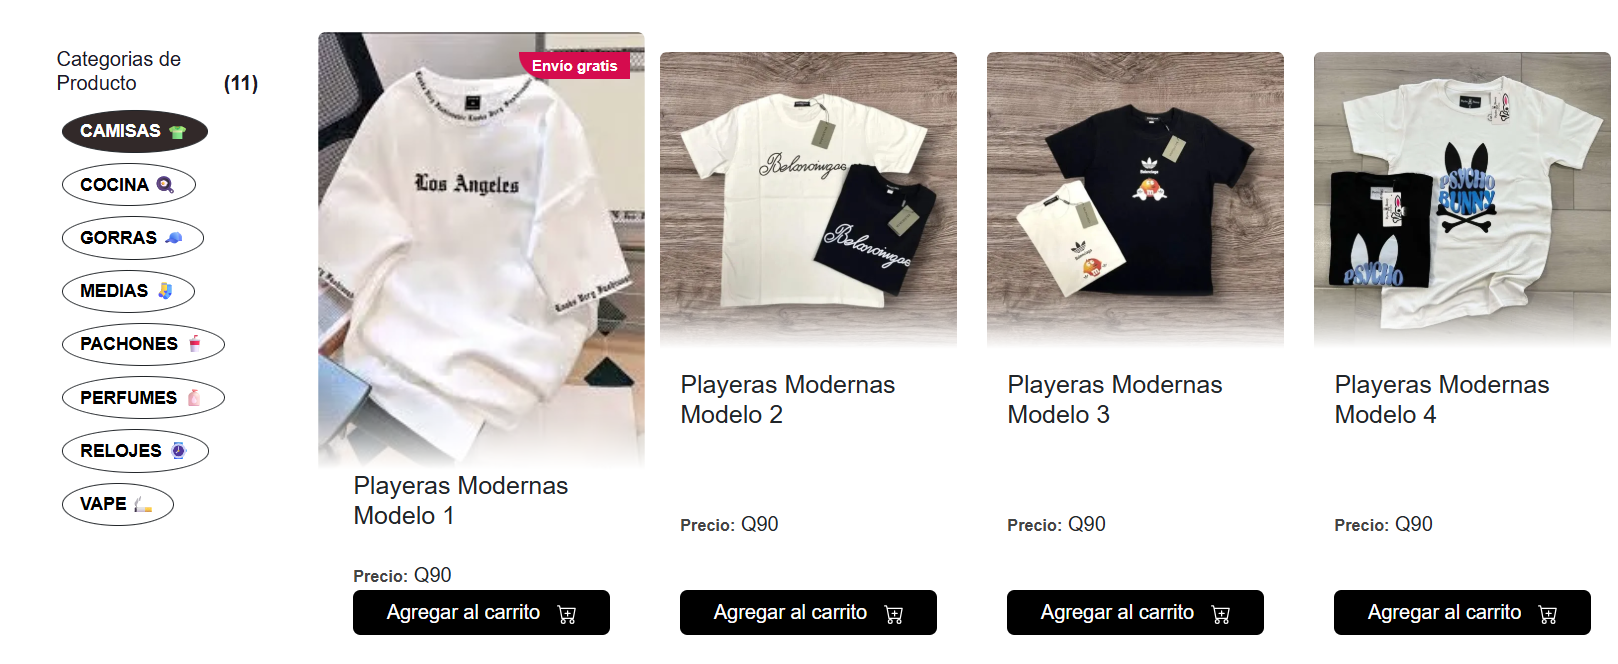 Categorias de
Producto
(11)
CAMISAS
COCINA
GORRAS
MEDIAS
PACHONES
PERFUMES
RELOJES
VAPE
Envío gratis
Los Angeles
Playeras Modernas
Modelo 1
Precio: Q90
Agregar al carrito
Playeras Modernas
Modelo 2
Precio: Q90
Agregar al carrito
Balenciaga
Playeras Modernas
Modelo 3
Precio: Q90
Agregar al carrito
PSYCHO
BUNNY
PSYCHO
Playeras Modernas
Modelo 4
Precio: Q90
Agregar al carrito